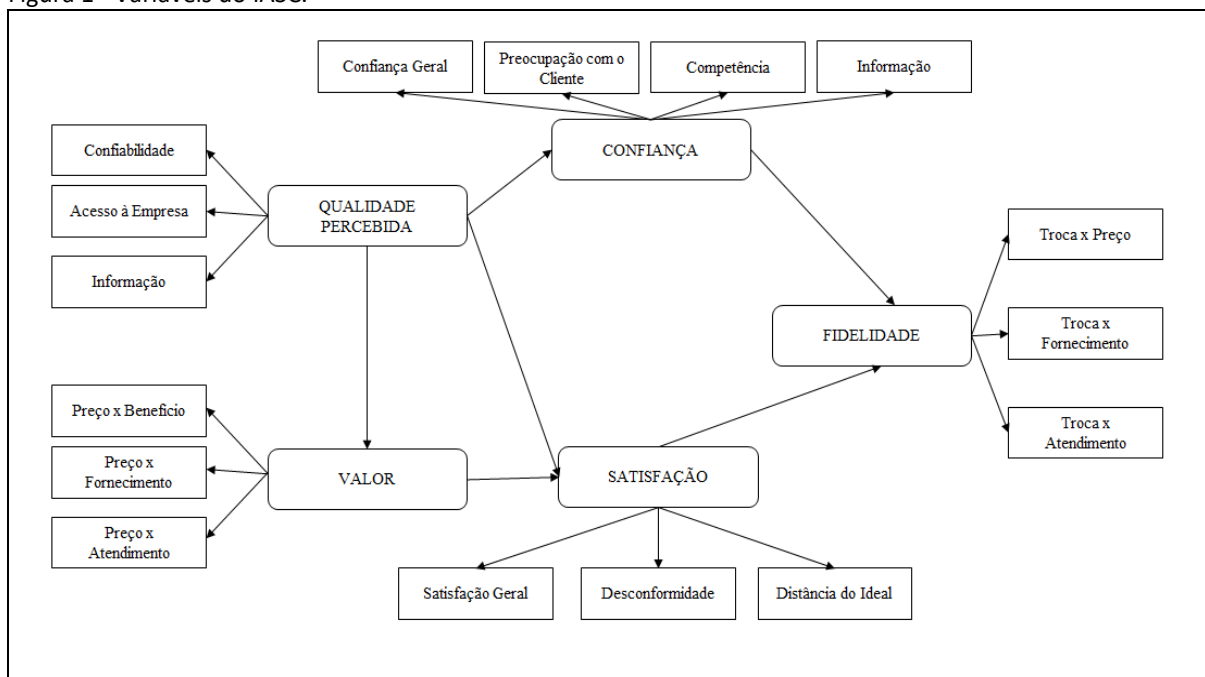 Figura 1 - Variáveis do IASC.
Confiança Geral
Preocupação com o
Cliente
Competência
Informação
CONFIANÇA
Confiabilidade
Acesso à Empresa
Informação
QUALIDADE
PERCEBIDA
Troca x Preço
Troca x
Fornecimento
Troca x
Atendimento
FIDELIDADE
Preço x Benefício
Preço x
Fornecimento
Preço x
Atendimento
VALOR
SATISFAÇÃO
Satisfação Geral
Desconformidade
Distância do Ideal